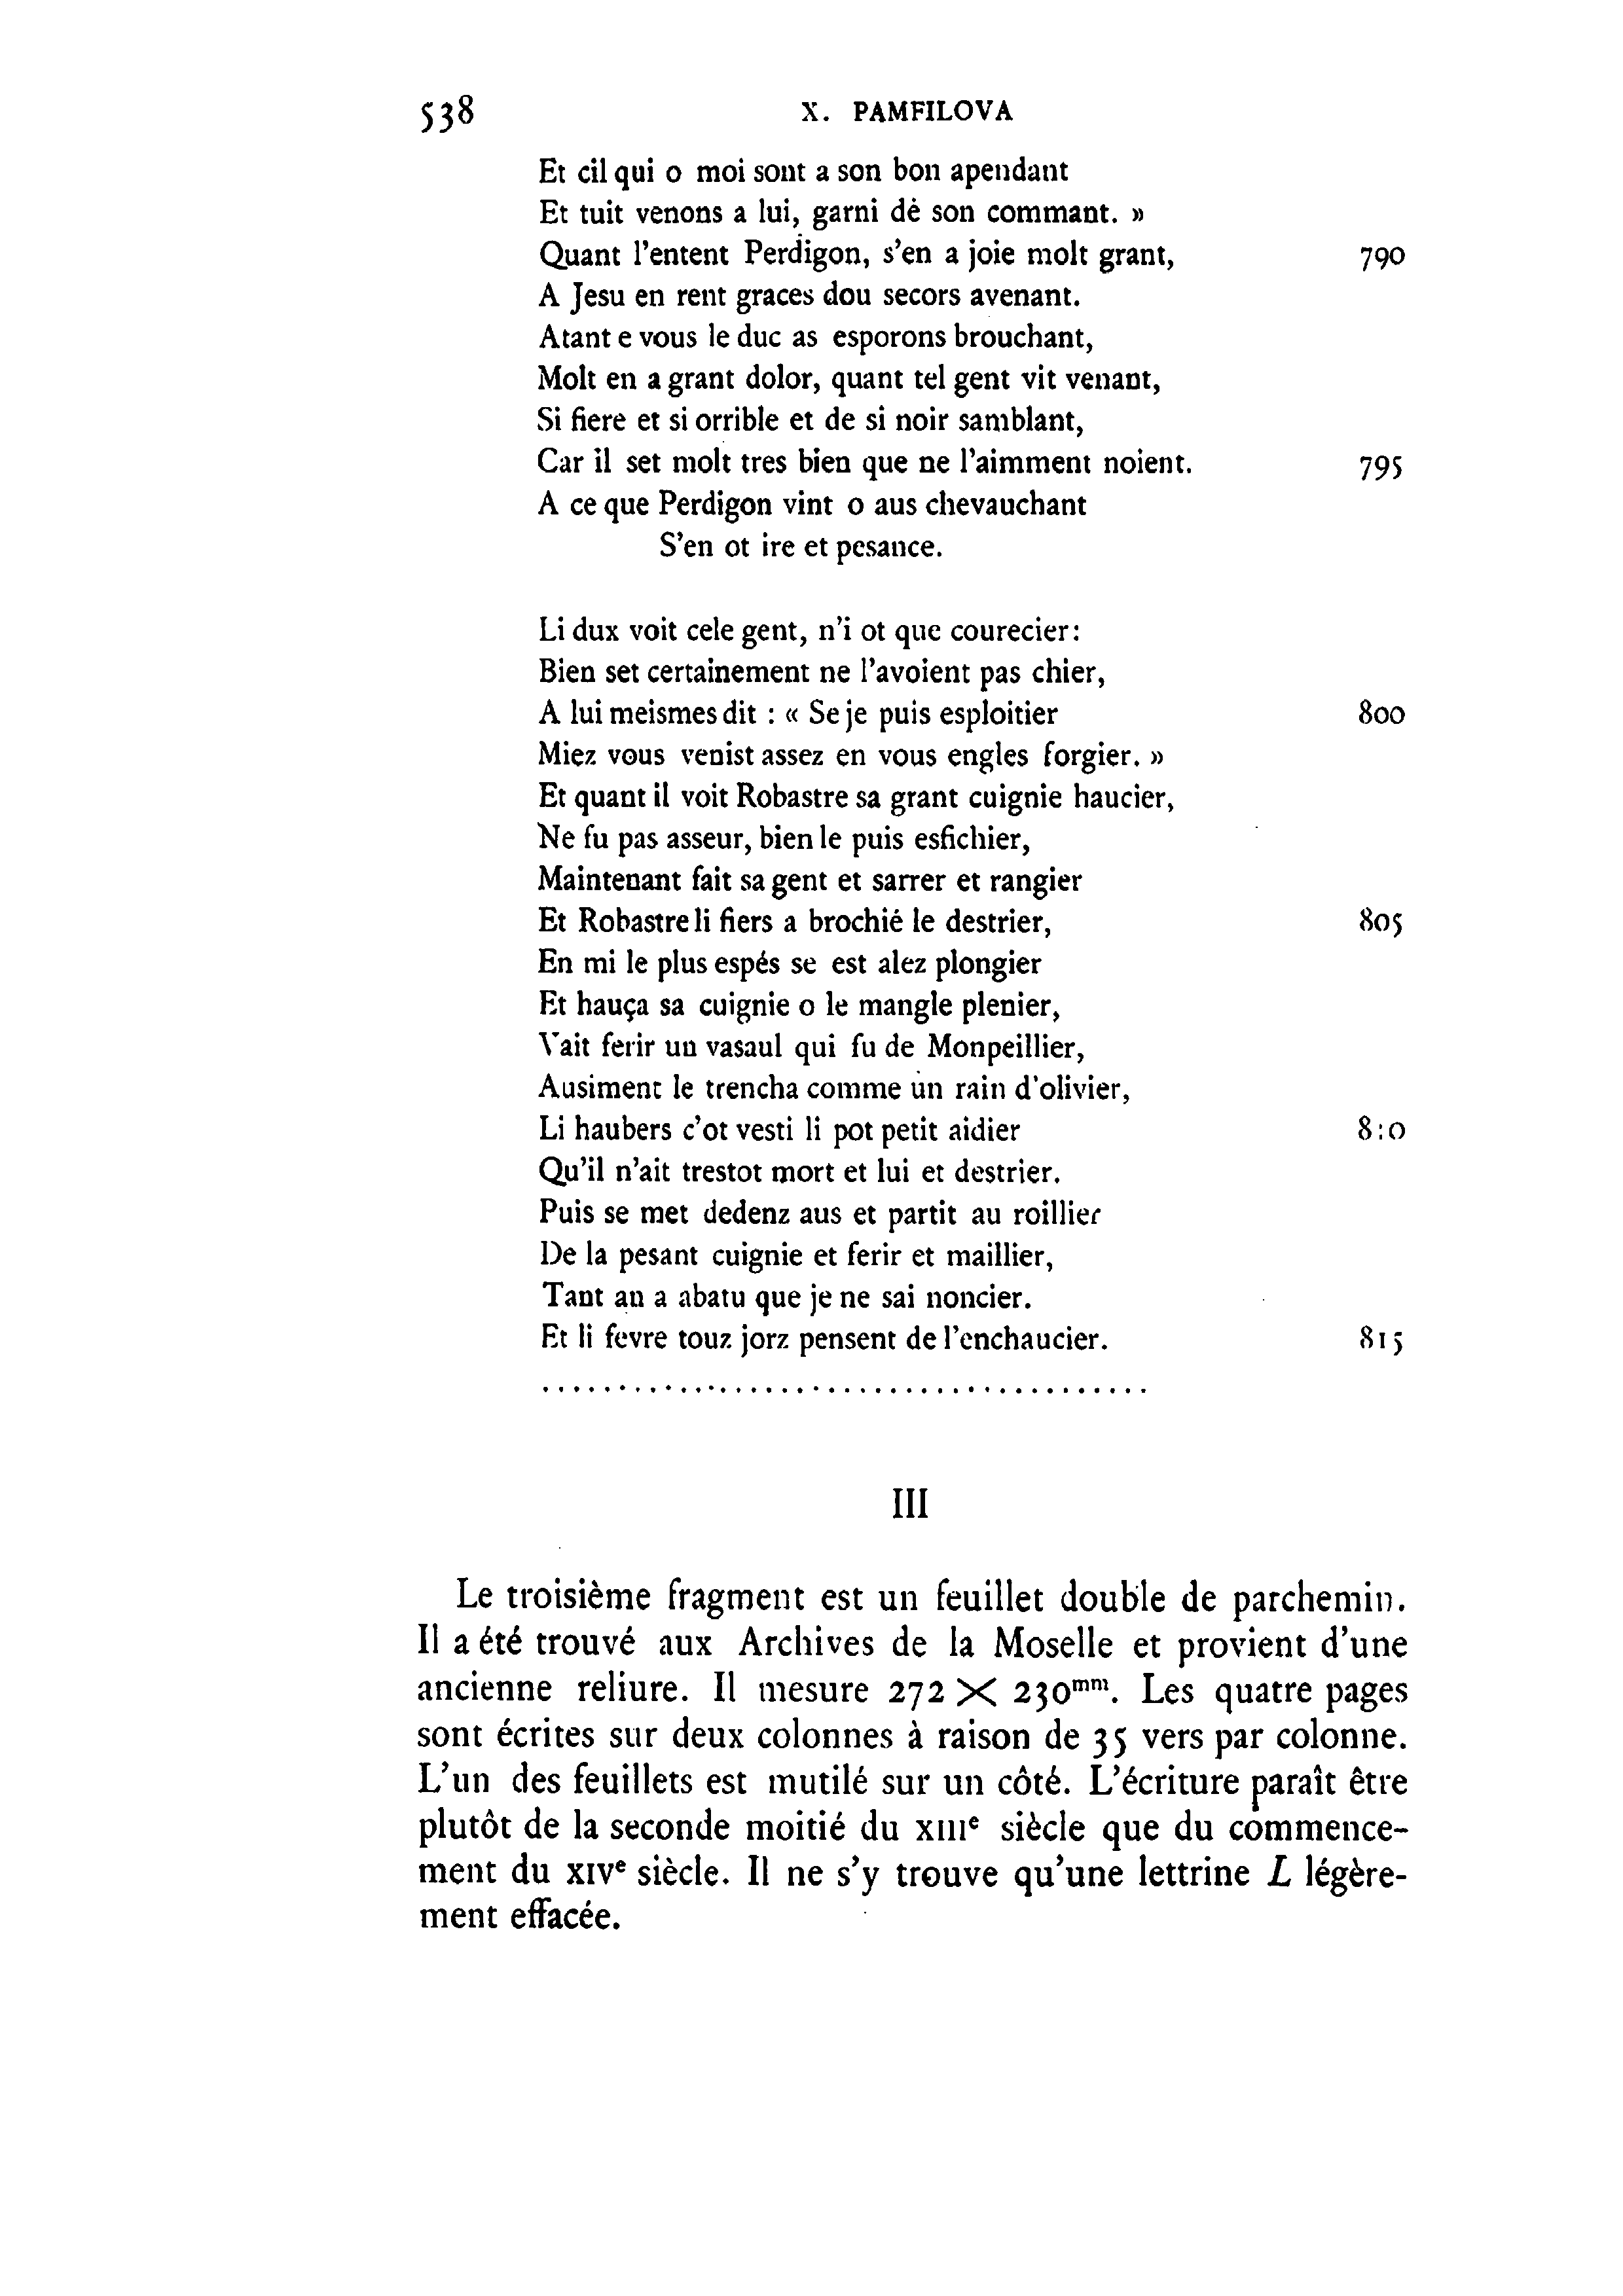 538 X. PAMFILOVA
Et cil qui o moi sont a son bon apendant
Et tuit venons a lui, garni de son commant. »
Quant l'entent Perdigon, s'en a joie molt grant, 790
A Jesu en rent graces dou secors avenant.
Atant e vous le duc as esporons brouchant,
Molt en a grant dolor, quant tel gent vit venant,
Si fiere et si orrible et de si noir samblant,
Car il set molt tres bien que ne l'aimment noient. 795
A ce que Perdigon vint o aus chevauchant
S'en ot ire et pesance.
Li dux voit cele gent, n'i ot que courecier:
Bien set certainement ne l'avoient pas chier,
A lui meismes dit : « Se je puis esploitier 800
Miez vous venist assez en vous engles forgier. »
Et quant il voit Robastre sa grant cuignie haucier,
Ne fu pas asseur, bien le puis esfichier,
Maintenant fait sa gent et sarrer et rangier
Et Robastre li fiers a brochié le destrier, 805
En mi le plus espés se est alez plongier
Et hauça sa cuignie o le mangle plenier,
Vait ferir un vasaul qui fu de Monpeillier,
Ausiment le trencha comme un rain d'olivier,
Li haubers c'ot vesti li pot petit aidier 810
Qu'il n'ait trestot mort et lui et destrier.
Puis se met dedenz aus et partit au roillier
De la pesant cuignie et ferir et maillier,
Tant an a abatu que je ne sai noncier.
Et li fevre touz jorz pensent de l'enchaucier. 815
........................................
III
Le troisième fragment est un feuillet double de parchemin.
Il a été trouvé aux Archives de la Moselle et provient d'une
ancienne reliure. Il mesure 272 X 230mm. Les quatre pages
sont écrites sur deux colonnes à raison de 35 vers par colonne.
L'un des feuillets est mutilé sur un côté. L'écriture paraît être
plutôt de la seconde moitié du XIIIe siècle que du commence-
ment du XIVe siècle. Il ne s'y trouve qu'une lettrine L légère-
ment effacée.